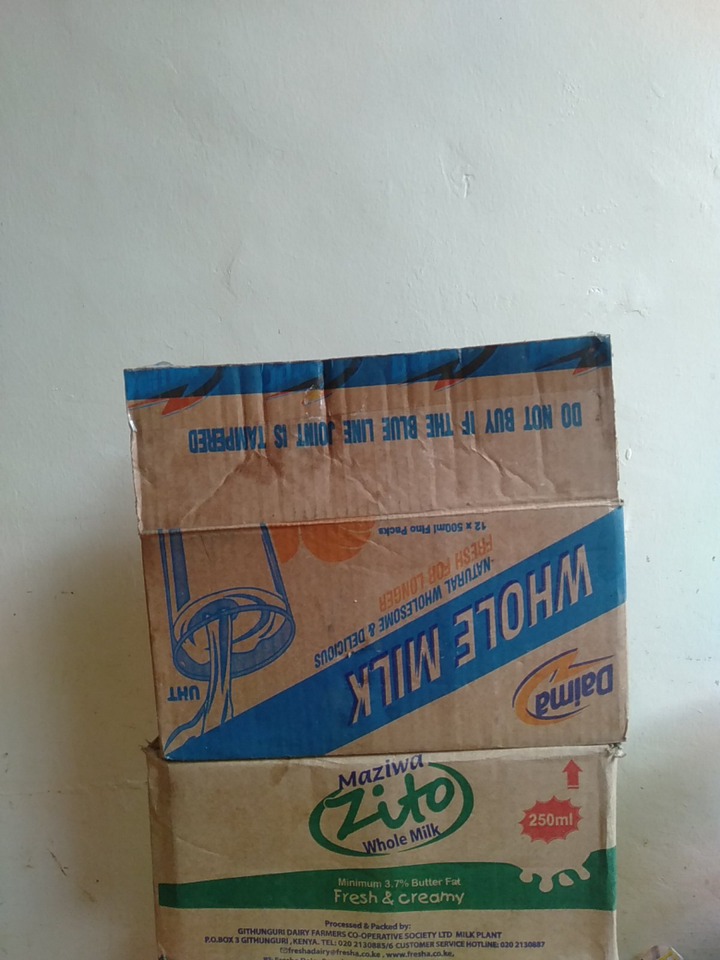 DO NOT BUY IF THE BLUE LINE JOINT IS TAMPERED
12 x 500ml Fino Packs
-NATURAL WHOLESOME & DELICIOUS
FRESH FOR LONGER
WHOLE MILK
UHT
Daima
Maziwa
Zito
Whole Milk
250ml
Minimum 3.7% Butter Fat
Fresh & creamy
Processed & Packed by:
GITHUNGURI DAIRY FARMERS CO-OPERATIVE SOCIETY LTD MILK PLANT
P.O.BOX 3 GITHUNGURI, KENYA. TEL: 020 2130885/6 CUSTOMER SERVICE HOTLINE: 020 2130887
freshadairy@fresha.co.ke, www.fresha.co.ke,